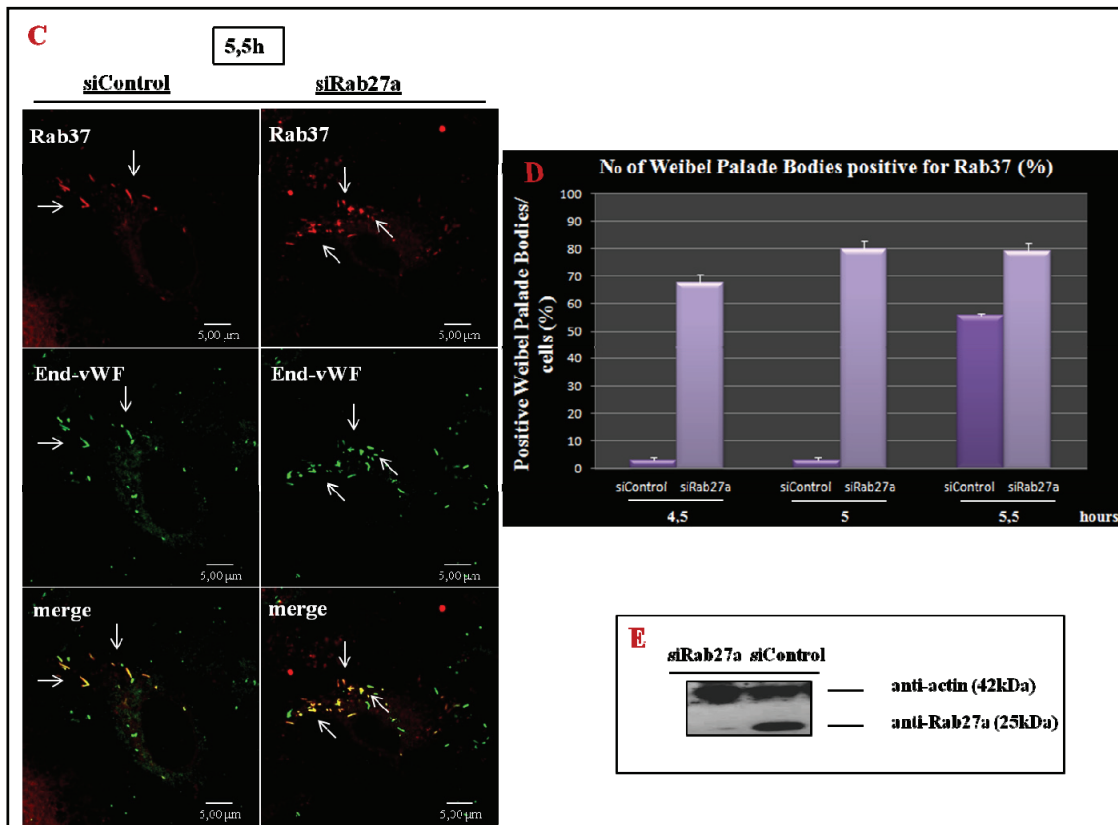 C
5,5h
siControl siRab27a
Rab37 Rab37
5,00 µm 5,00 µm
End-vWF End-vWF
5,00 µm 5,00 µm
merge merge
5,00 µm 5,00 µm
D
No of Weibel Palade Bodies positive for Rab37 (%)
Positive Weibel Palade Bodies/
cells (%)
100
90
80
70
60
50
40
30
20
10
0
siControl siRab27a siControl siRab27a siControl siRab27a
4,5 5 5,5 hours
E
siRab27a siControl
anti-actin (42kDa)
anti-Rab27a (25kDa)